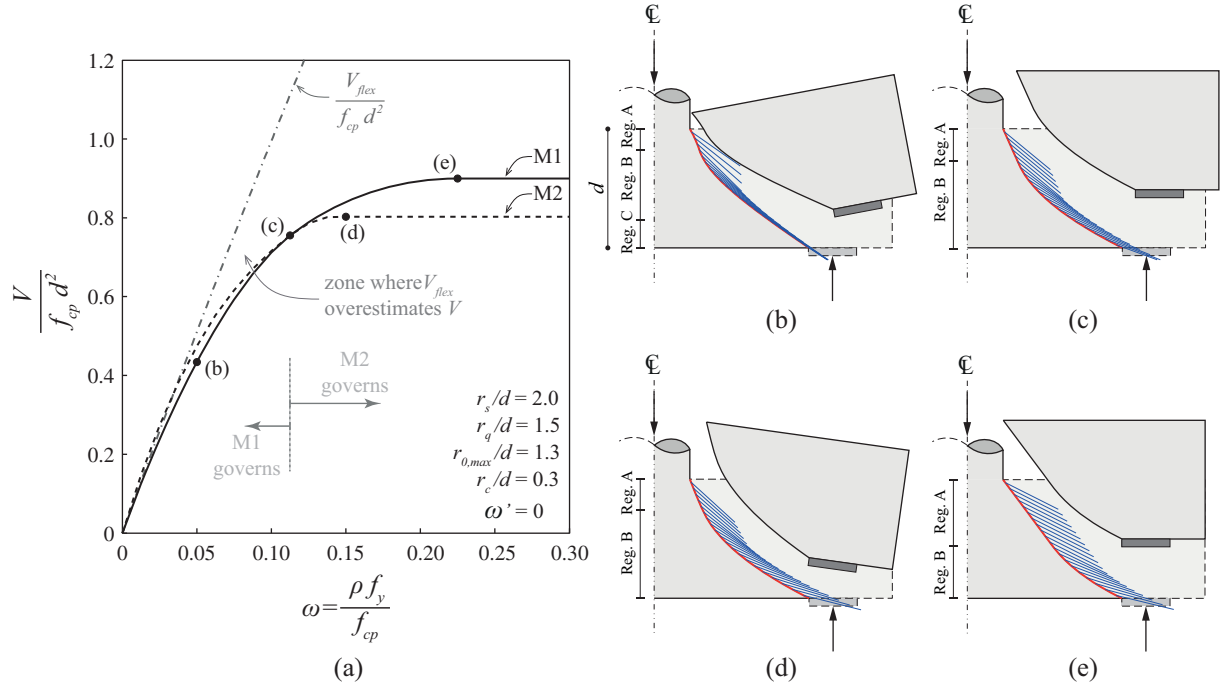 (a)
V
f_cp d²
1.2
1.0
0.8
0.6
0.4
0.2
0
0
0.05
0.10
0.15
0.20
0.25
0.30
V_flex
f_cp d²
(e)
M1
M2
(c)
(d)
zone where V_flex
overestimates V
(b)
M2
governs
M1
governs
r_s/d = 2.0
r_q/d = 1.5
r_0,max/d = 1.3
r_c/d = 0.3
ω' = 0
ω = ρ f_y
f_cp
(a)
℄
d
Reg. A
Reg. B
Reg. C
(b)
℄
Reg. A
Reg. B
(c)
℄
Reg. A
Reg. B
(d)
℄
Reg. A
Reg. B
(e)